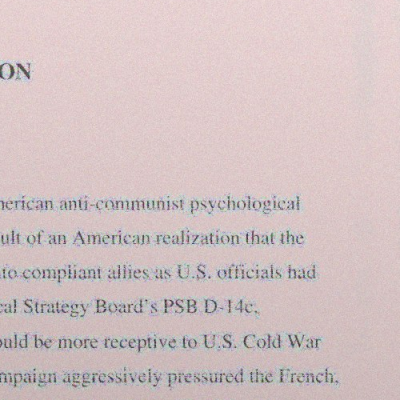 ON
merican anti-communist psychological
ult of an American realization that the
nto compliant allies as U.S. officials had
cal Strategy Board's PSB D-14c,
ould be more receptive to U.S. Cold War
mpaign aggressively pressured the French,